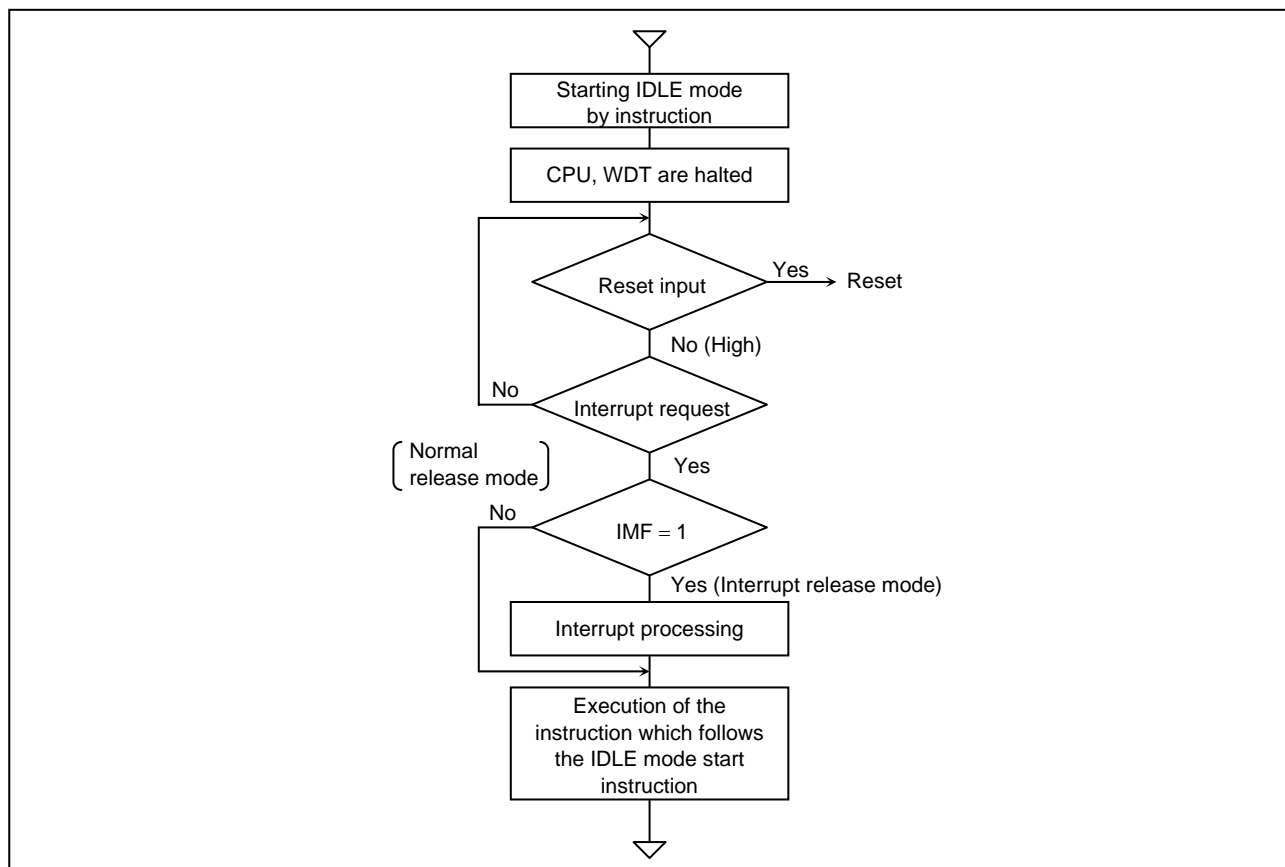 Starting IDLE mode
by instruction
CPU, WDT are halted
Reset input
Yes
Reset
No (High)
No
Interrupt request
Normal
release mode
Yes
No
IMF = 1
Yes (Interrupt release mode)
Interrupt processing
Execution of the
instruction which follows
the IDLE mode start
instruction